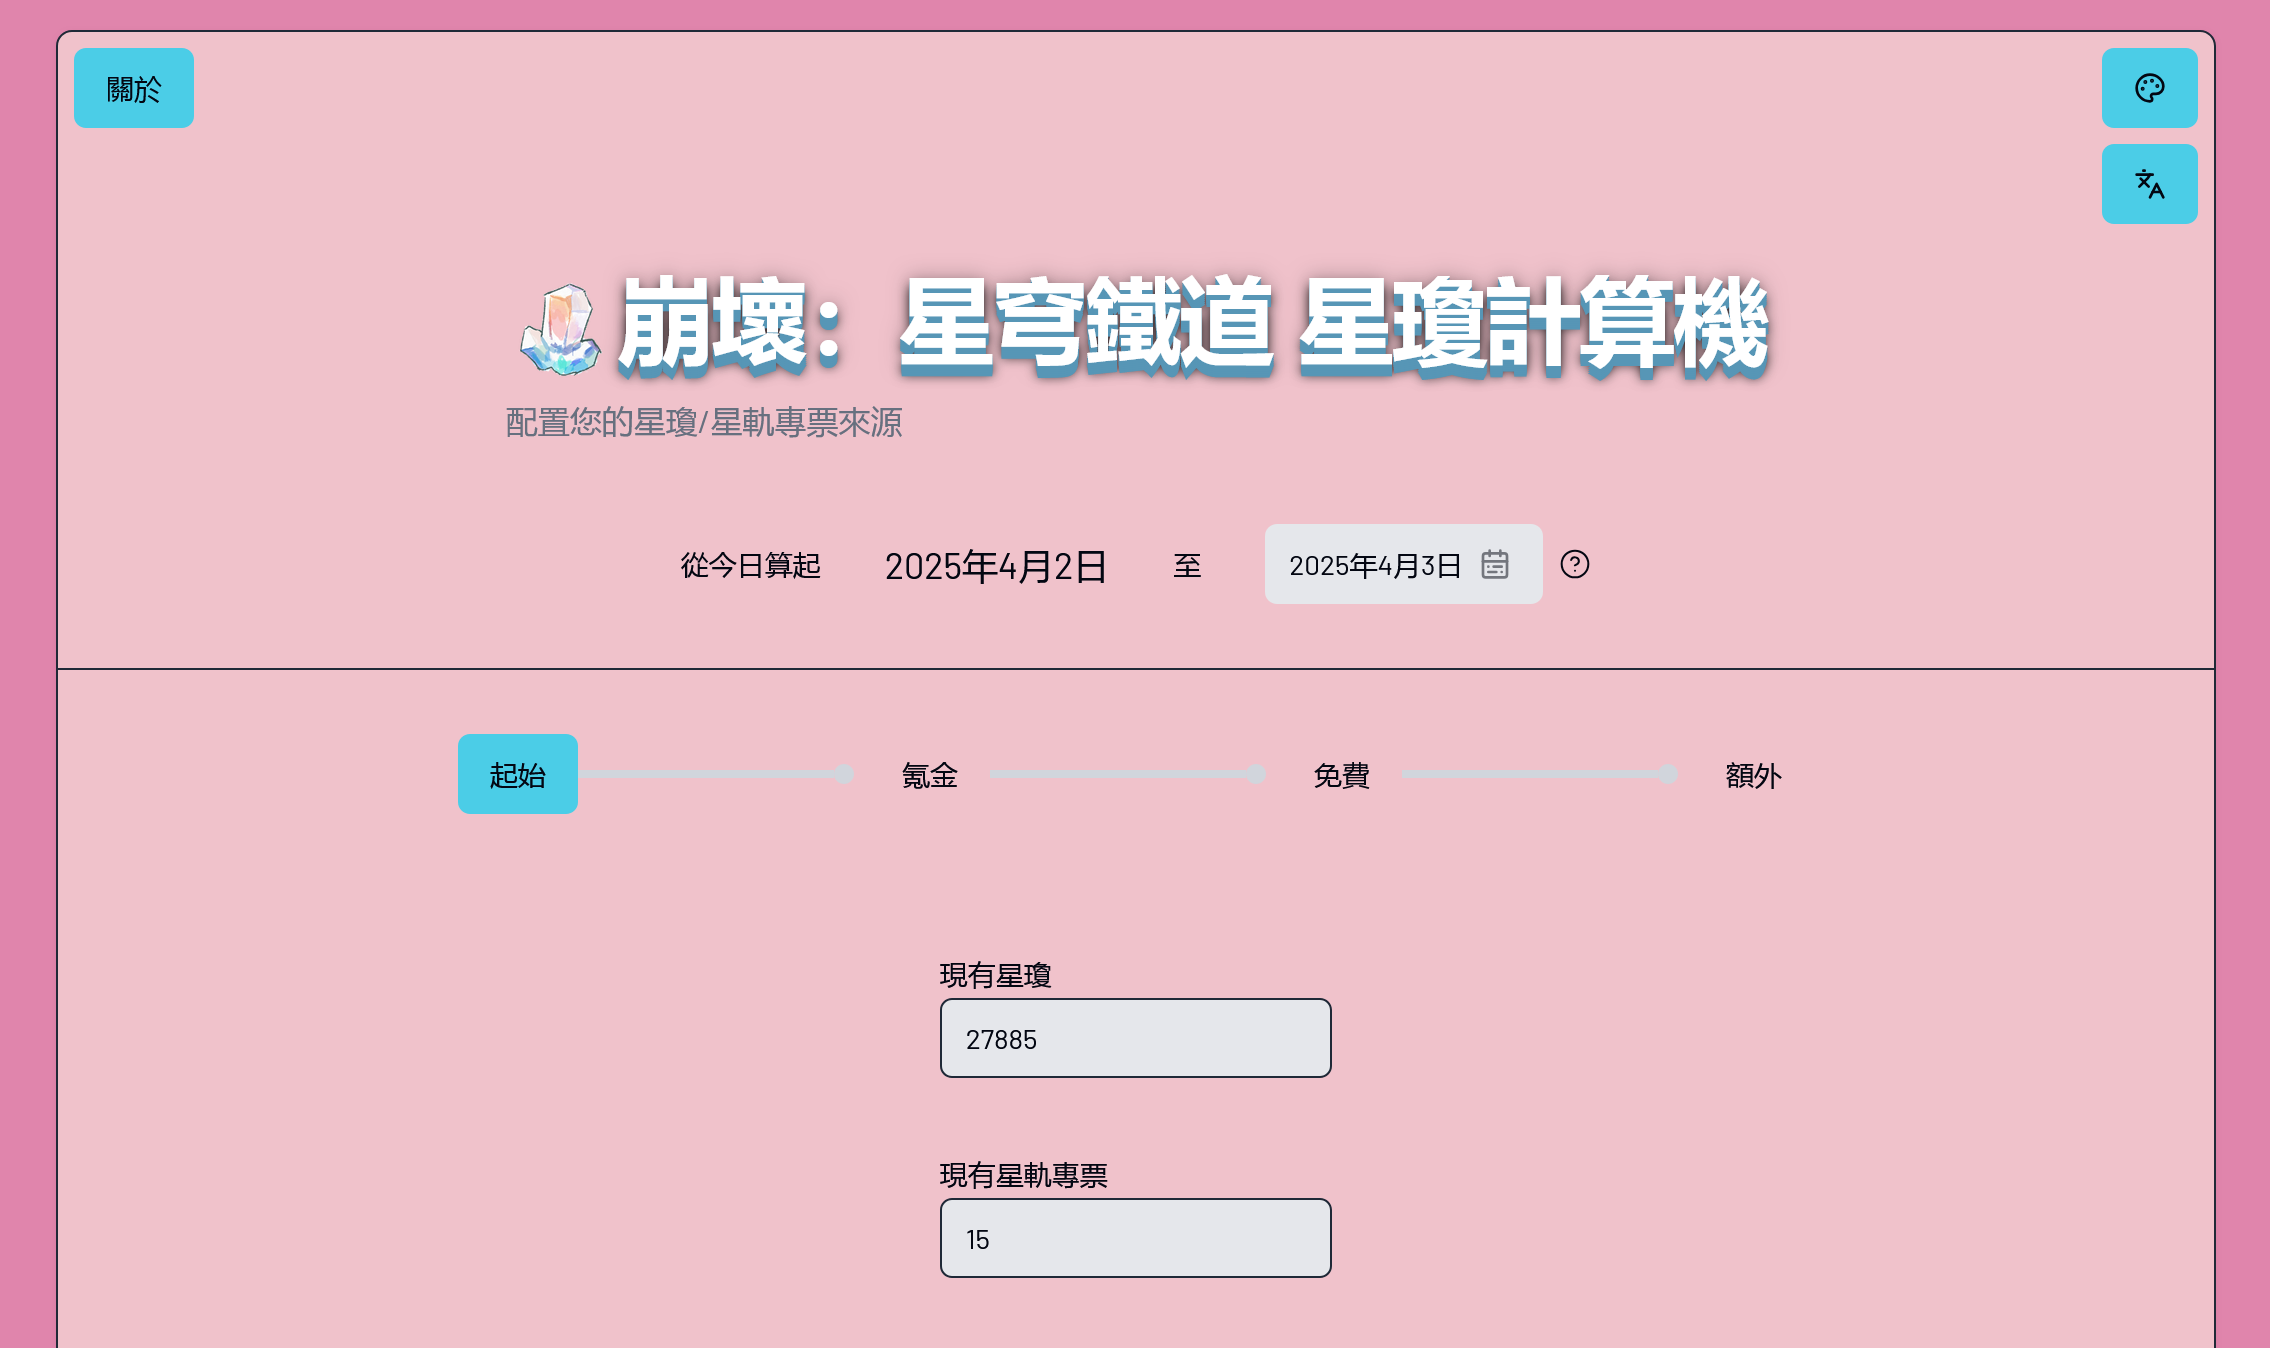 關於
崩壞：星穹鐵道 星瓊計算機
配置您的星瓊/星軌專票來源
從今日算起 2025年4月2日 至 2025年4月3日
起始 氪金 免費 額外
現有星瓊
27885
現有星軌專票
15